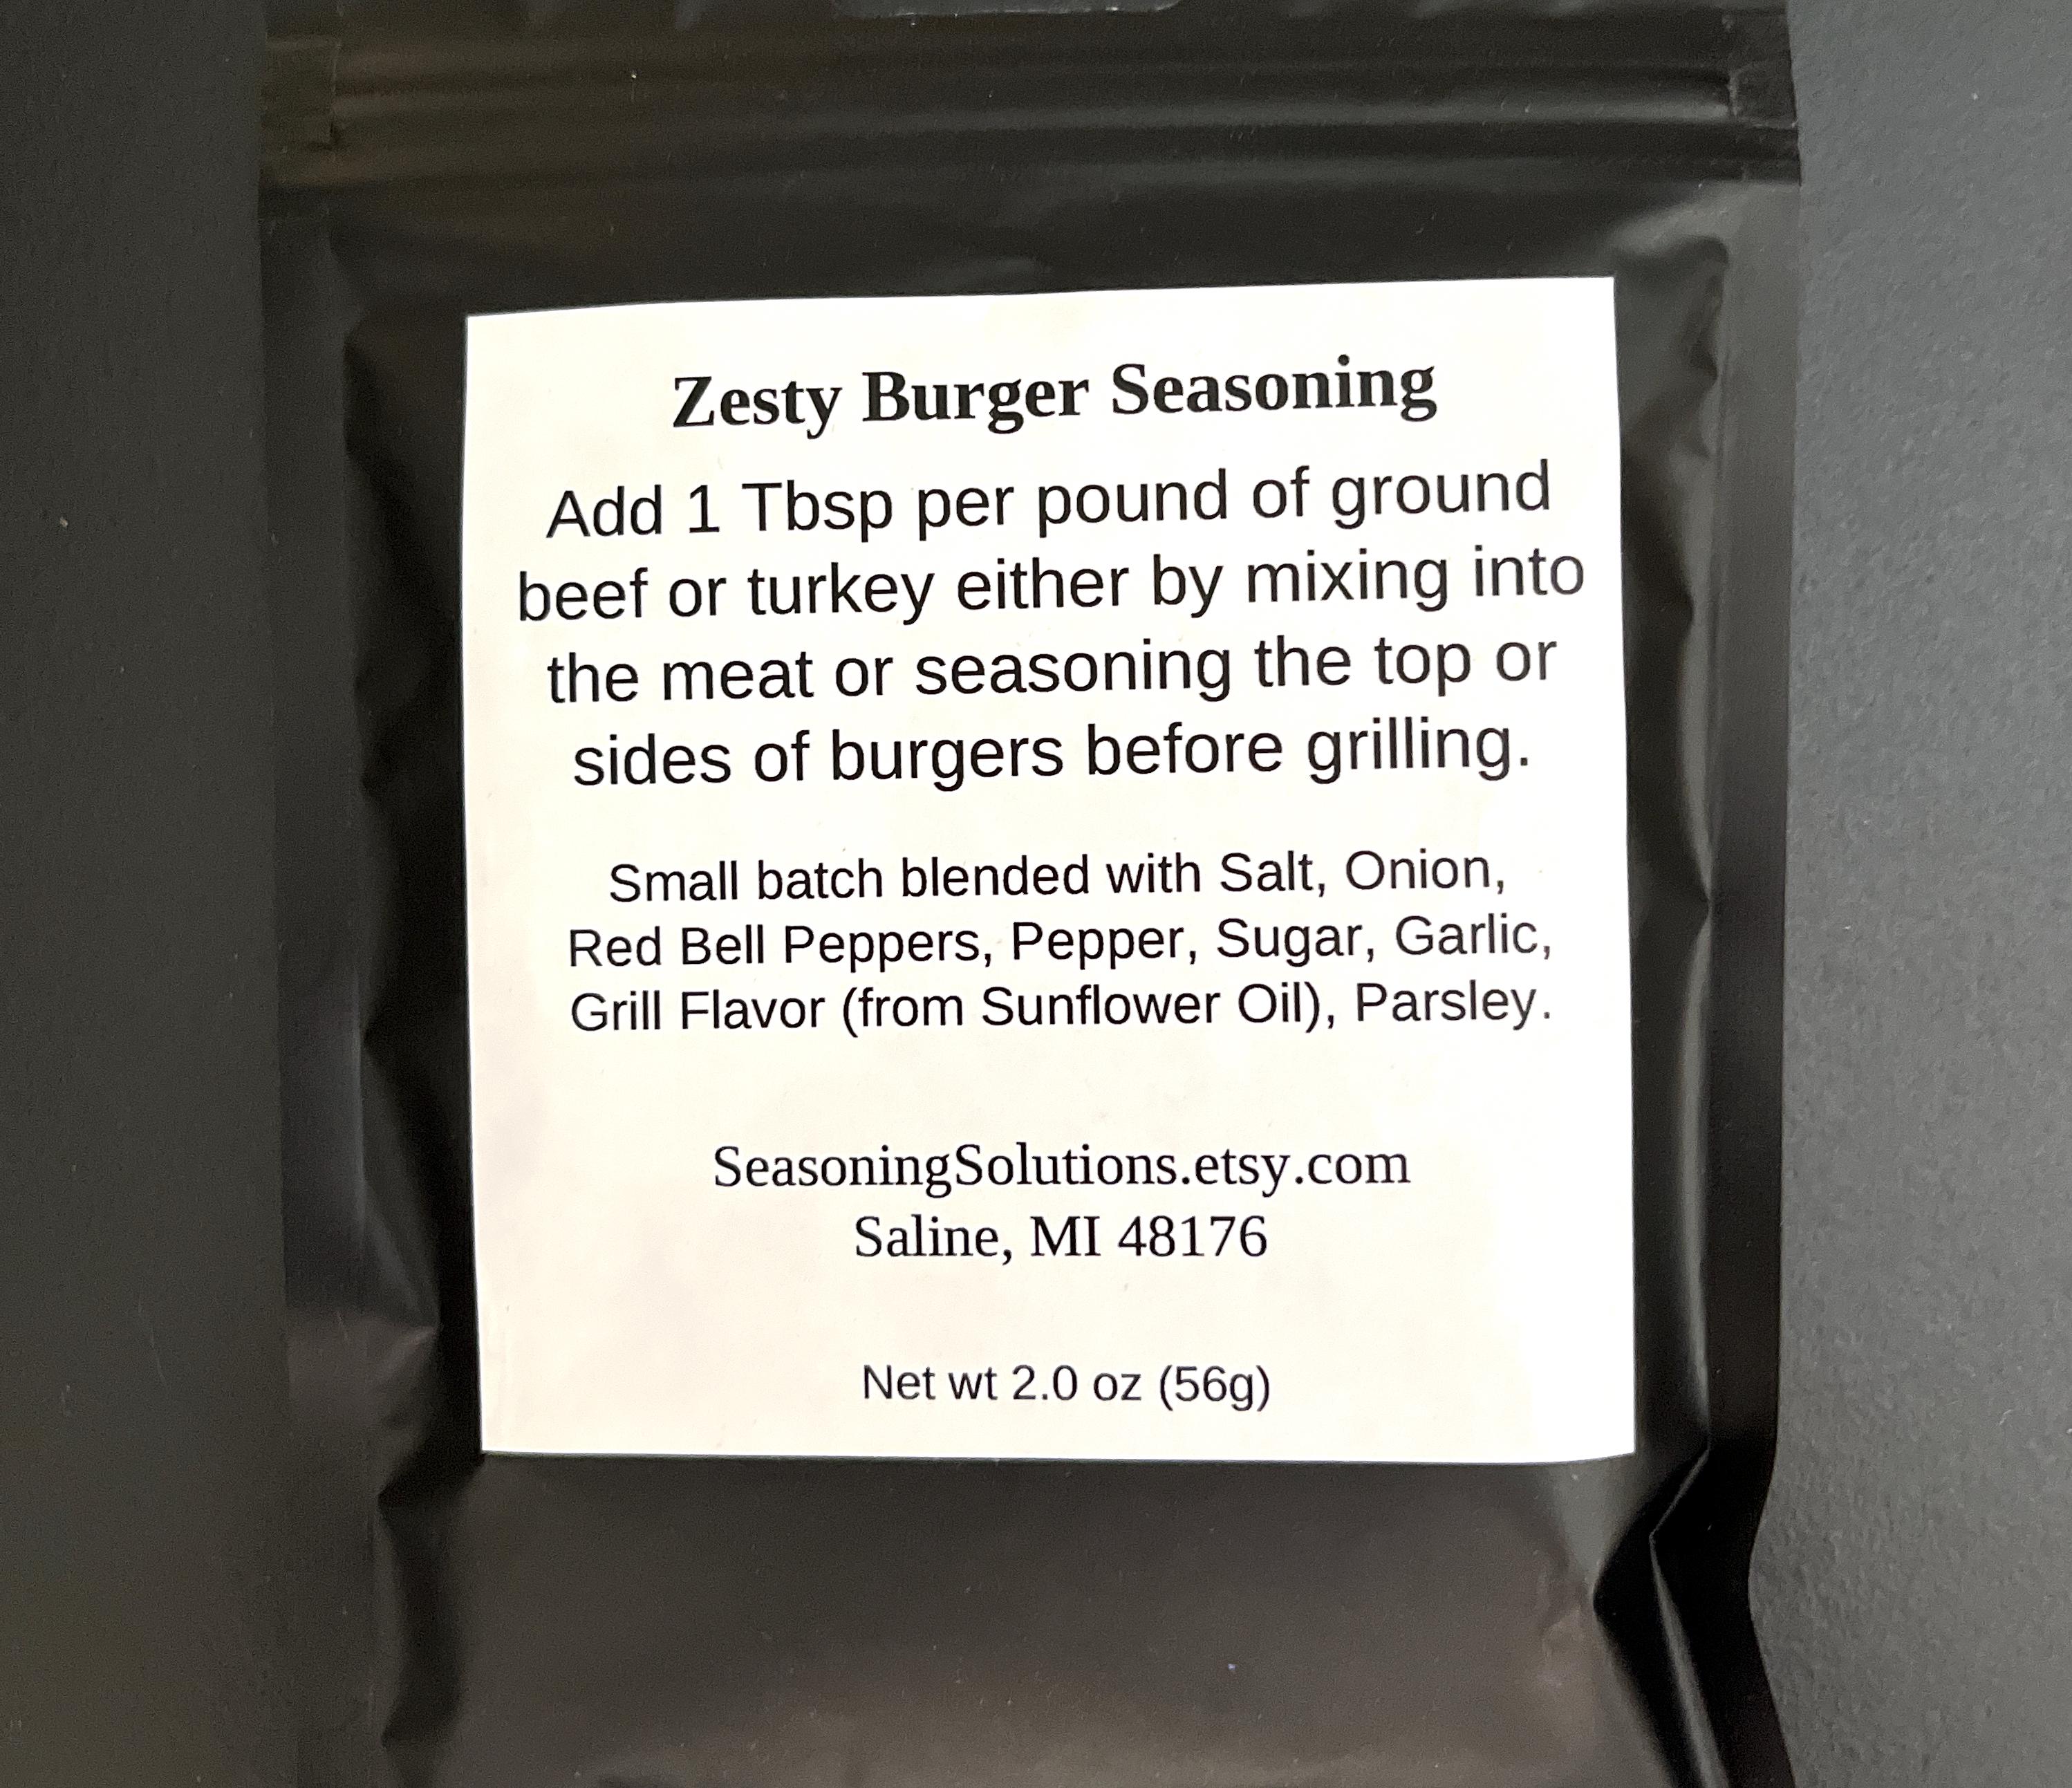 Zesty Burger Seasoning
Add 1 Tbsp per pound of ground
beef or turkey either by mixing into
the meat or seasoning the top or
sides of burgers before grilling.
Small batch blended with Salt, Onion,
Red Bell Peppers, Pepper, Sugar, Garlic,
Grill Flavor (from Sunflower Oil), Parsley.
SeasoningSolutions.etsy.com
Saline, MI 48176
Net wt 2.0 oz (56g)